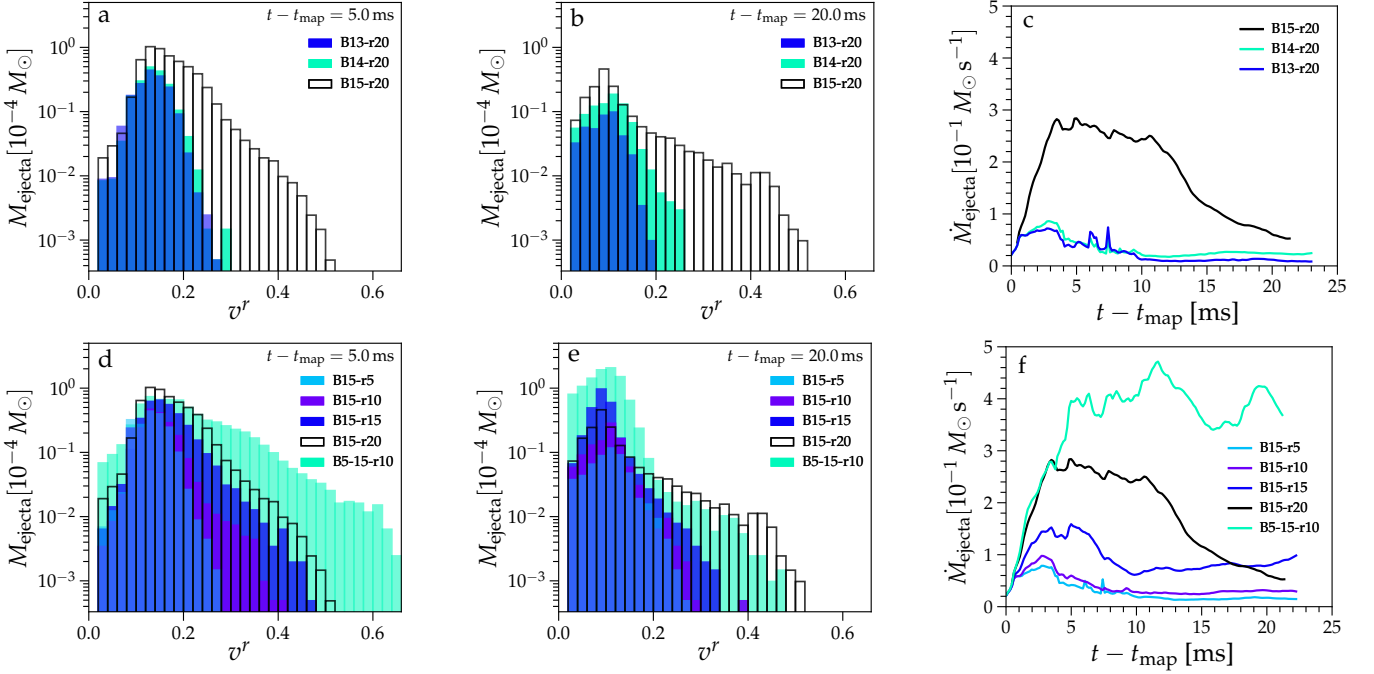 a
t − t_map = 5.0 ms
B13-r20
B14-r20
B15-r20
M_ejecta [10⁻⁴ M_⊙]
10⁰
10⁻¹
10⁻²
10⁻³
0.0 0.2 0.4 0.6
vʳ
b
t − t_map = 20.0 ms
B13-r20
B14-r20
B15-r20
M_ejecta [10⁻⁴ M_⊙]
10⁰
10⁻¹
10⁻²
10⁻³
0.0 0.2 0.4 0.6
vʳ
c
B15-r20
B14-r20
B13-r20
Ṁ_ejecta [10⁻¹ M_⊙ s⁻¹]
5
4
3
2
1
0
0 5 10 15 20 25
t − t_map [ms]
d
t − t_map = 5.0 ms
B15-r5
B15-r10
B15-r15
B15-r20
B5-15-r10
M_ejecta [10⁻⁴ M_⊙]
10⁰
10⁻¹
10⁻²
10⁻³
0.0 0.2 0.4 0.6
vʳ
e
t − t_map = 20.0 ms
B15-r5
B15-r10
B15-r15
B15-r20
B5-15-r10
M_ejecta [10⁻⁴ M_⊙]
10⁰
10⁻¹
10⁻²
10⁻³
0.0 0.2 0.4 0.6
vʳ
f
B15-r5
B15-r10
B15-r15
B15-r20
B5-15-r10
Ṁ_ejecta [10⁻¹ M_⊙ s⁻¹]
5
4
3
2
1
0
0 5 10 15 20 25
t − t_map [ms]